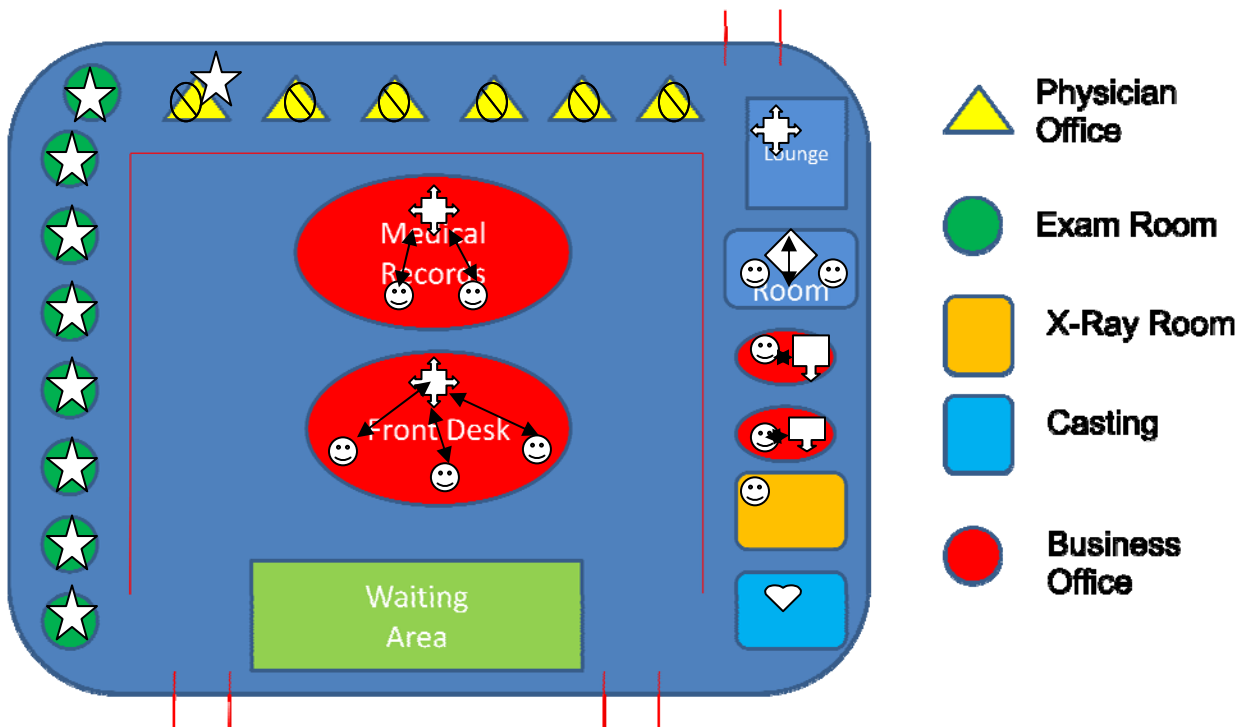 Lounge
Medical
Records
Room
Front Desk
Waiting
Area
Physician
Office
Exam Room
X-Ray Room
Casting
Business
Office